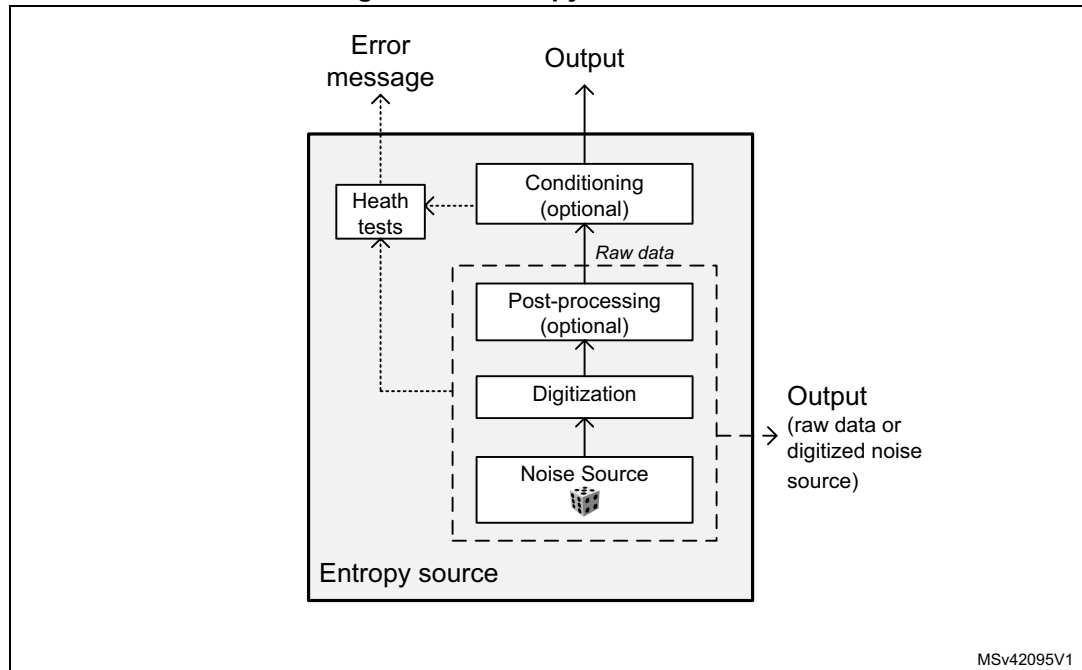 Error
message
Output
Conditioning
(optional)
Heath
tests
Raw data
Post-processing
(optional)
Digitization
Output
(raw data or
digitized noise
source)
Noise Source
Entropy source
MSv42095V1